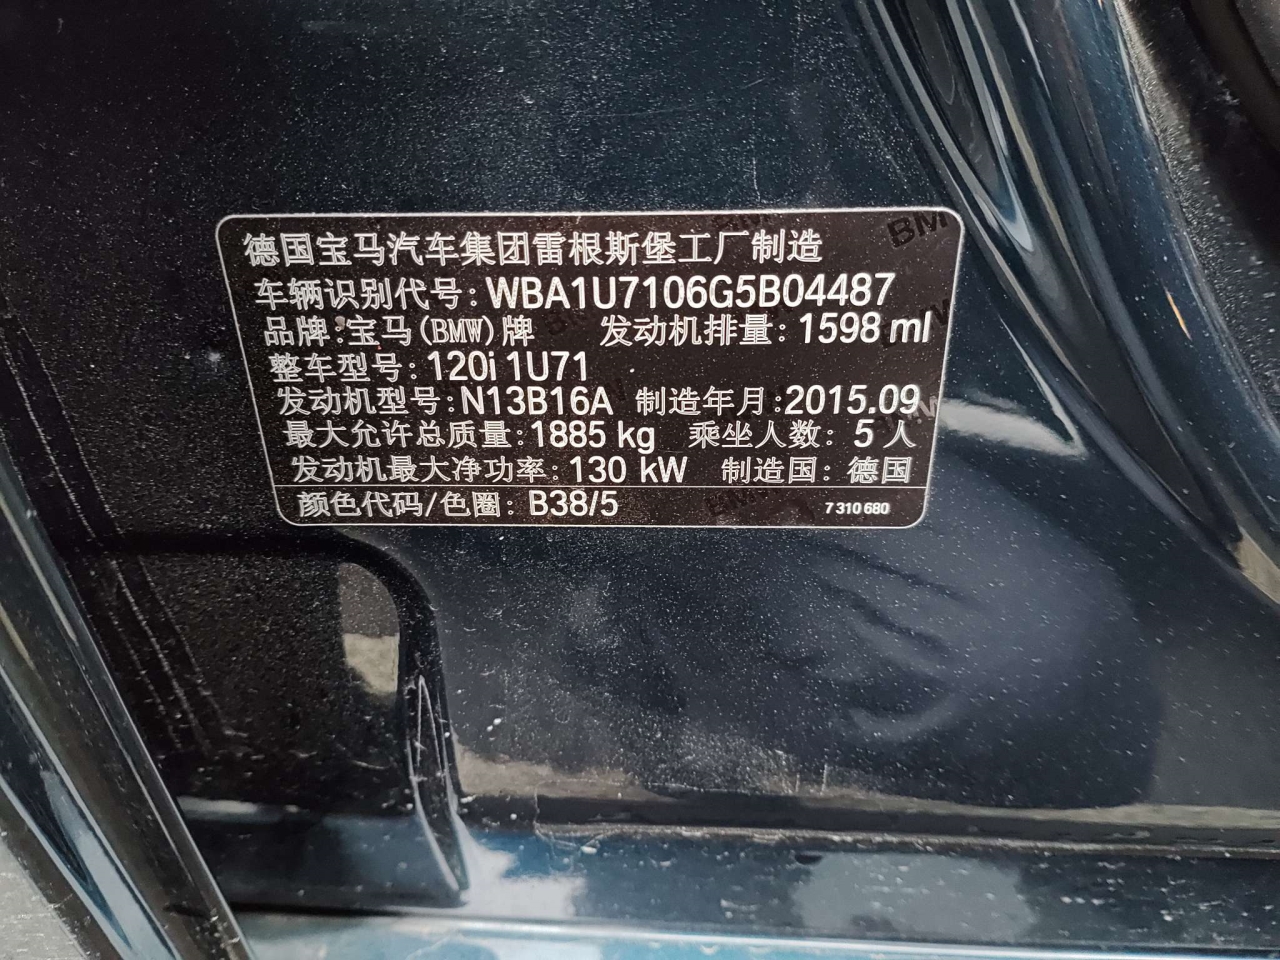 德国宝马汽车集团雷根斯堡工厂制造
车辆识别代号: WBA1U7106G5B04487
品牌:宝马(BMW)牌 发动机排量: 1598 ml
整车型号: 120i 1U71
发动机型号:N13B16A 制造年月:2015.09
最大允许总质量:1885 kg 乘坐人数: 5 人
发动机最大净功率: 130 kW 制造国: 德国
颜色代码/色圈: B38/5 7 310 680